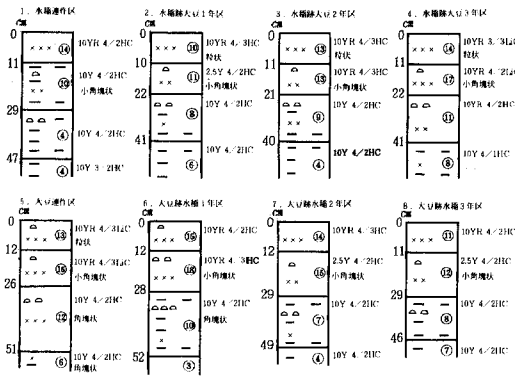 1. 水稲連作区
CM
0
⑭ 10YR 4/2HC
11
⑲ 10Y 4/2HC
小角塊状
29
④ 10Y 4/2HC
47
④ 10Y 3/2HC
2. 水稲跡大豆1年区
CM
0
⑩ 10YR 4/3HC
粒状
11
⑪ 2.5Y 4/2HC
小角塊状
22
⑧ 10Y 4/2HC
41
⑥ 10Y 4/2HC
3. 水稲跡大豆2年区
CM
0
⑬ 10YR 4/3HC
粒状
11
⑬ 10YR 4/3HC
小角塊状
22
⑨ 10Y 4/2HC
40
④ 10Y 4/2HC
4. 水稲跡大豆3年区
CM
0
⑭ 10YR 3/3LiC
粒状
11
⑰ 10YR 4/2LiC
小角塊状
22
⑪ 10YR 4/2HC
41
⑧ 10Y 4/1HC
5. 大豆連作区
CM
0
⑬ 10YR 4/3LiC
粒状
12
⑯ 10YR 4/3LiC
小角塊状
26
⑫ 10Y 4/2HC
角塊状
51
⑥ 10Y 4/2HC
角塊状
6. 大豆跡水稲1年区
CM
0
10YR 4/2HC
12
10YR 4/3HC
小角塊状
30
⑩ 10Y 4/2HC
角塊状
52
③
7. 大豆跡水稲2年区
CM
0
⑭ 10YR 4/2HC
12
2.5Y 4/2HC
小角塊状
29
⑦ 10Y 4/2HC
49
④ 10Y 4/2HC
8. 大豆跡水稲3年区
CM
0
⑪ 10YR 4/2HC
11
⑫ 2.5Y 4/2HC
小角塊状
29
⑧ 10Y 4/2HC
46
⑦ 10Y 4/2HC